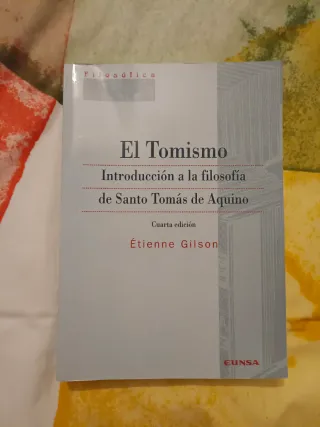 Filosófica
El Tomismo
Introducción a la filosofía
de Santo Tomás de Aquino
Cuarta edición
Étienne Gilson
EUNSA